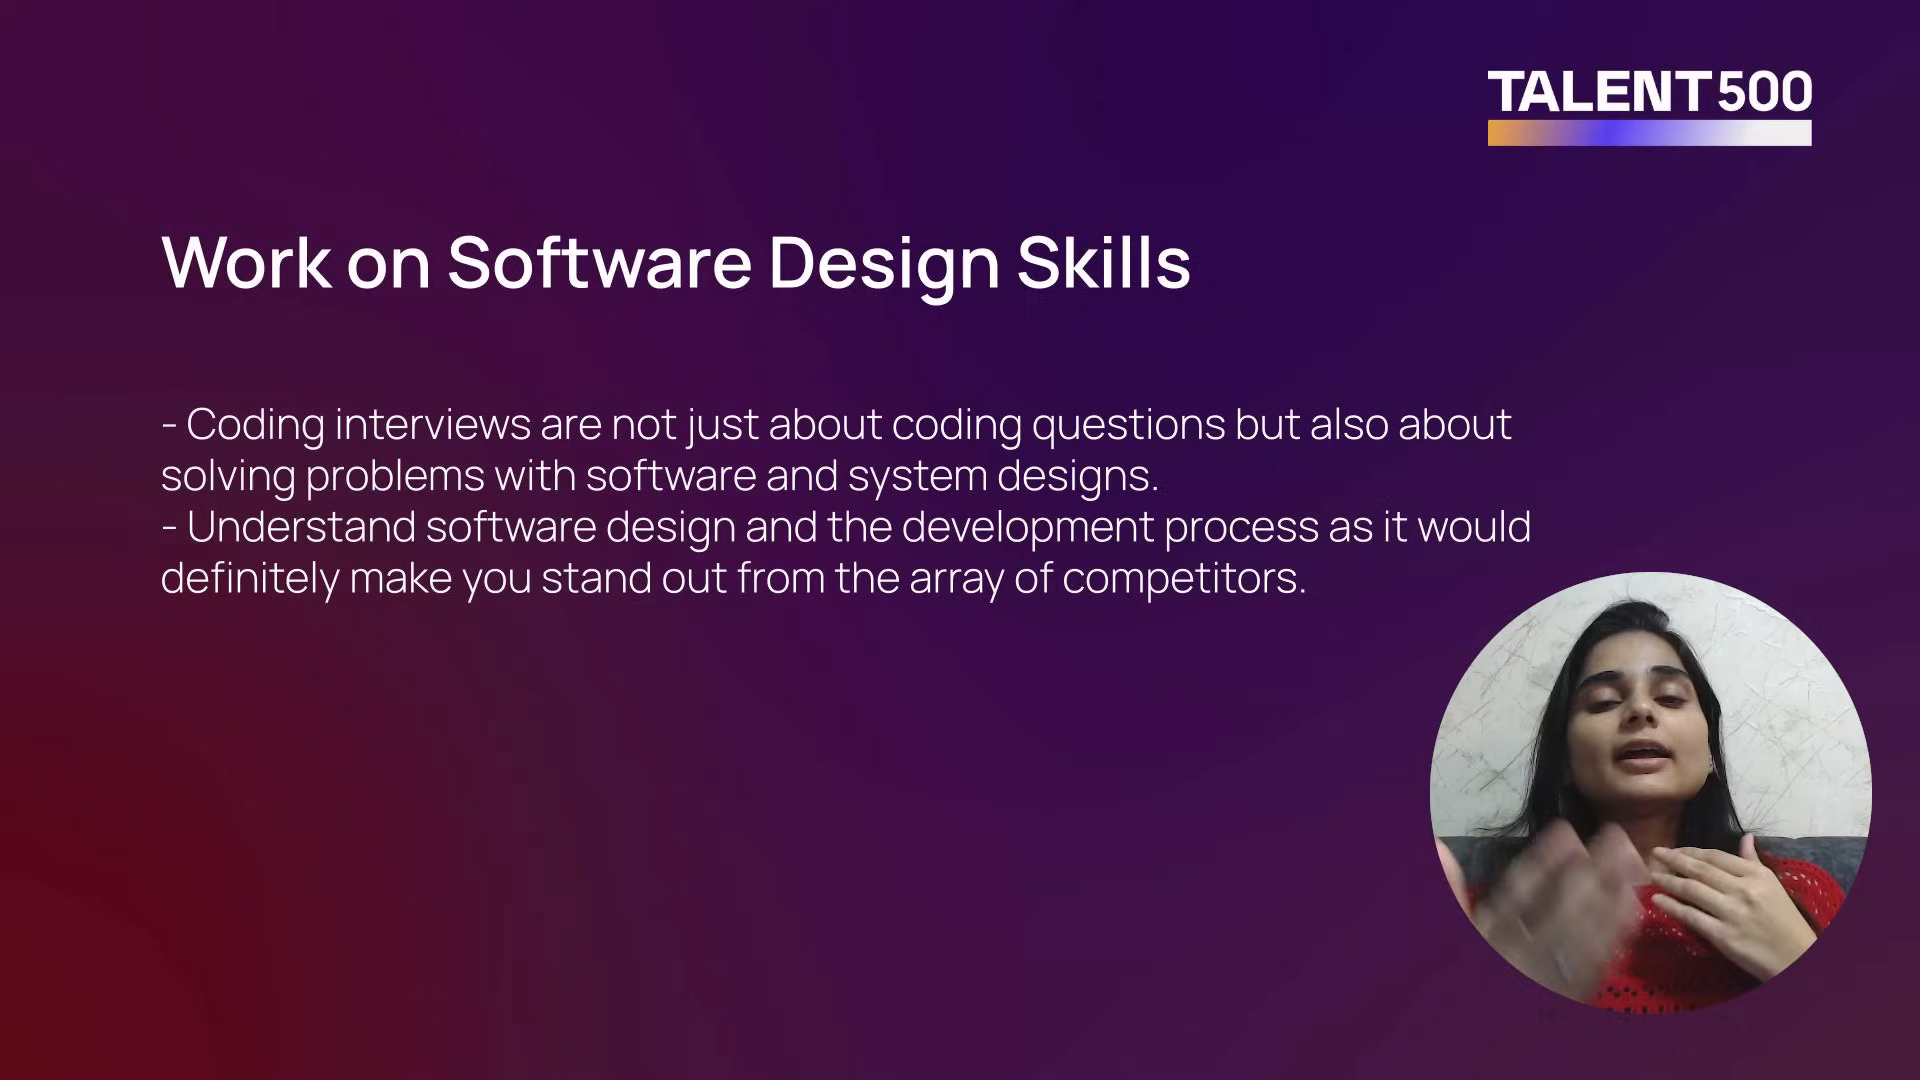 TALENT500
Work on Software Design Skills
- Coding interviews are not just about coding questions but also about
solving problems with software and system designs.
- Understand software design and the development process as it would
definitely make you stand out from the array of competitors.